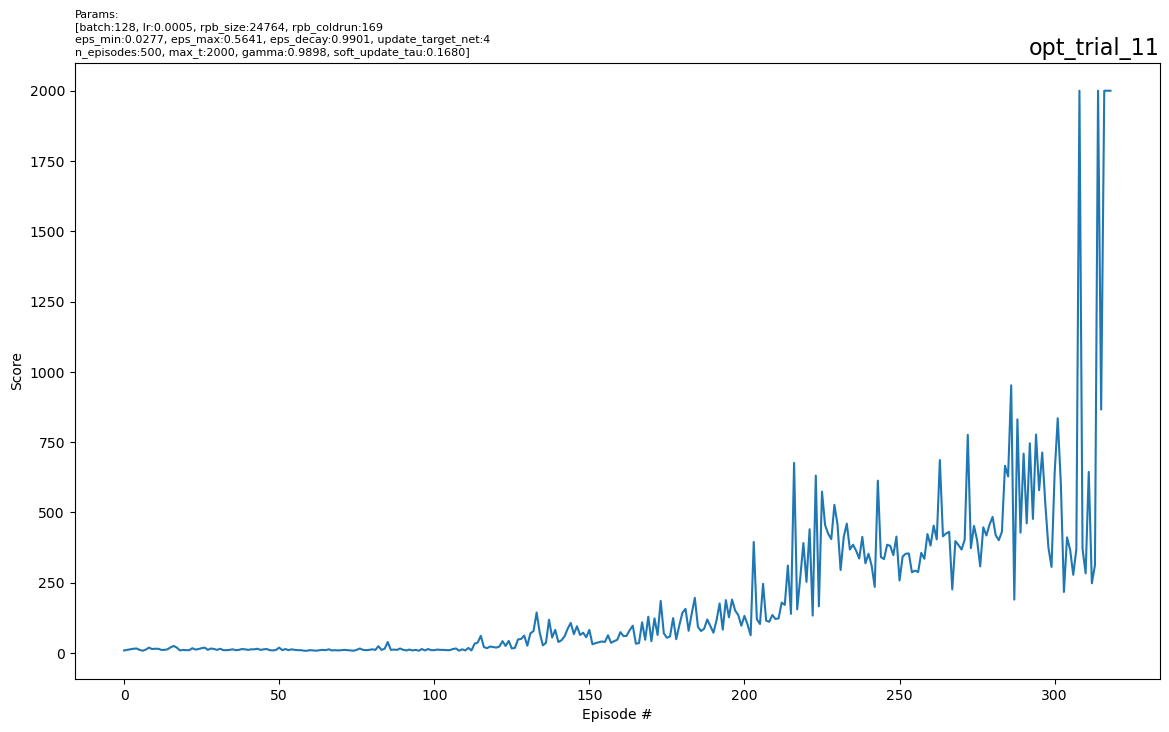 Params:
[batch:128, lr:0.0005, rpb_size:24764, rpb_coldrun:169
eps_min:0.0277, eps_max:0.5641, eps_decay:0.9901, update_target_net:4
n_episodes:500, max_t:2000, gamma:0.9898, soft_update_tau:0.1680]
opt_trial_11
2000
1750
1500
1250
1000
750
500
250
0
Score
0 50 100 150 200 250 300
Episode #